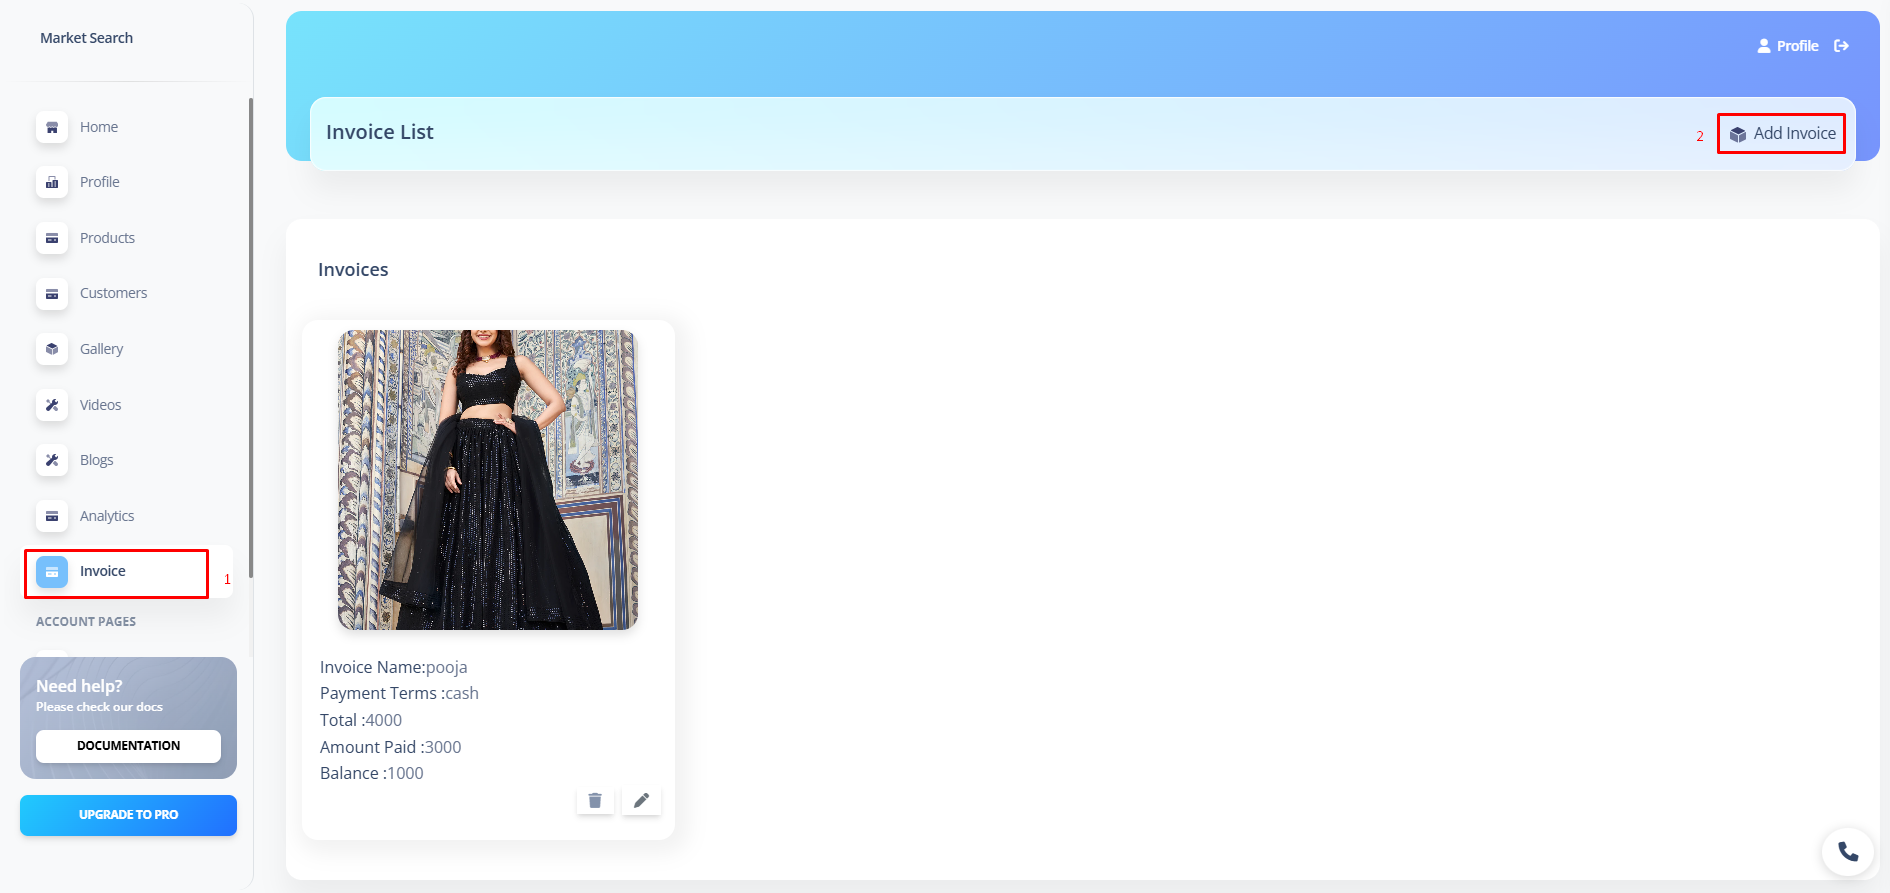 Market Search
Home
Profile
Products
Customers
Gallery
Videos
Blogs
Analytics
Invoice
1
ACCOUNT PAGES
Need help?
Please check our docs
DOCUMENTATION
UPGRADE TO PRO
Profile
Invoice List
2
Add Invoice
Invoices
Invoice Name:pooja
Payment Terms :cash
Total :4000
Amount Paid :3000
Balance :1000